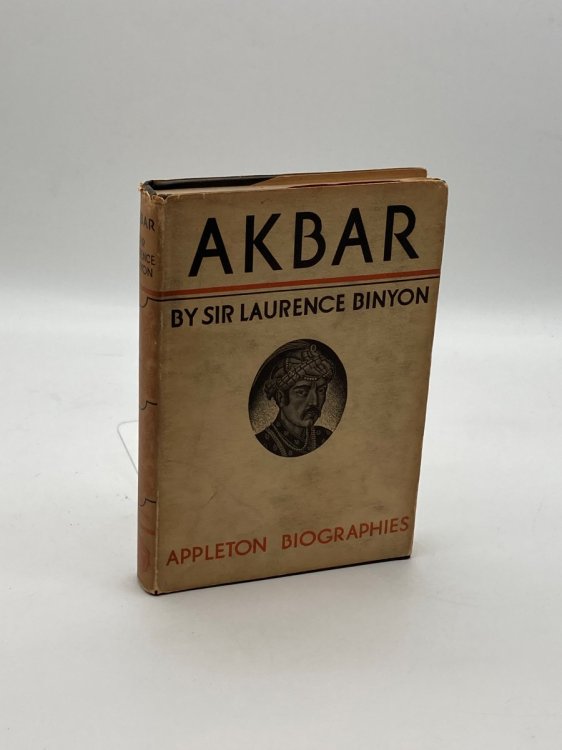 AKBAR
BY SIR LAURENCE BINYON
APPLETON BIOGRAPHIES